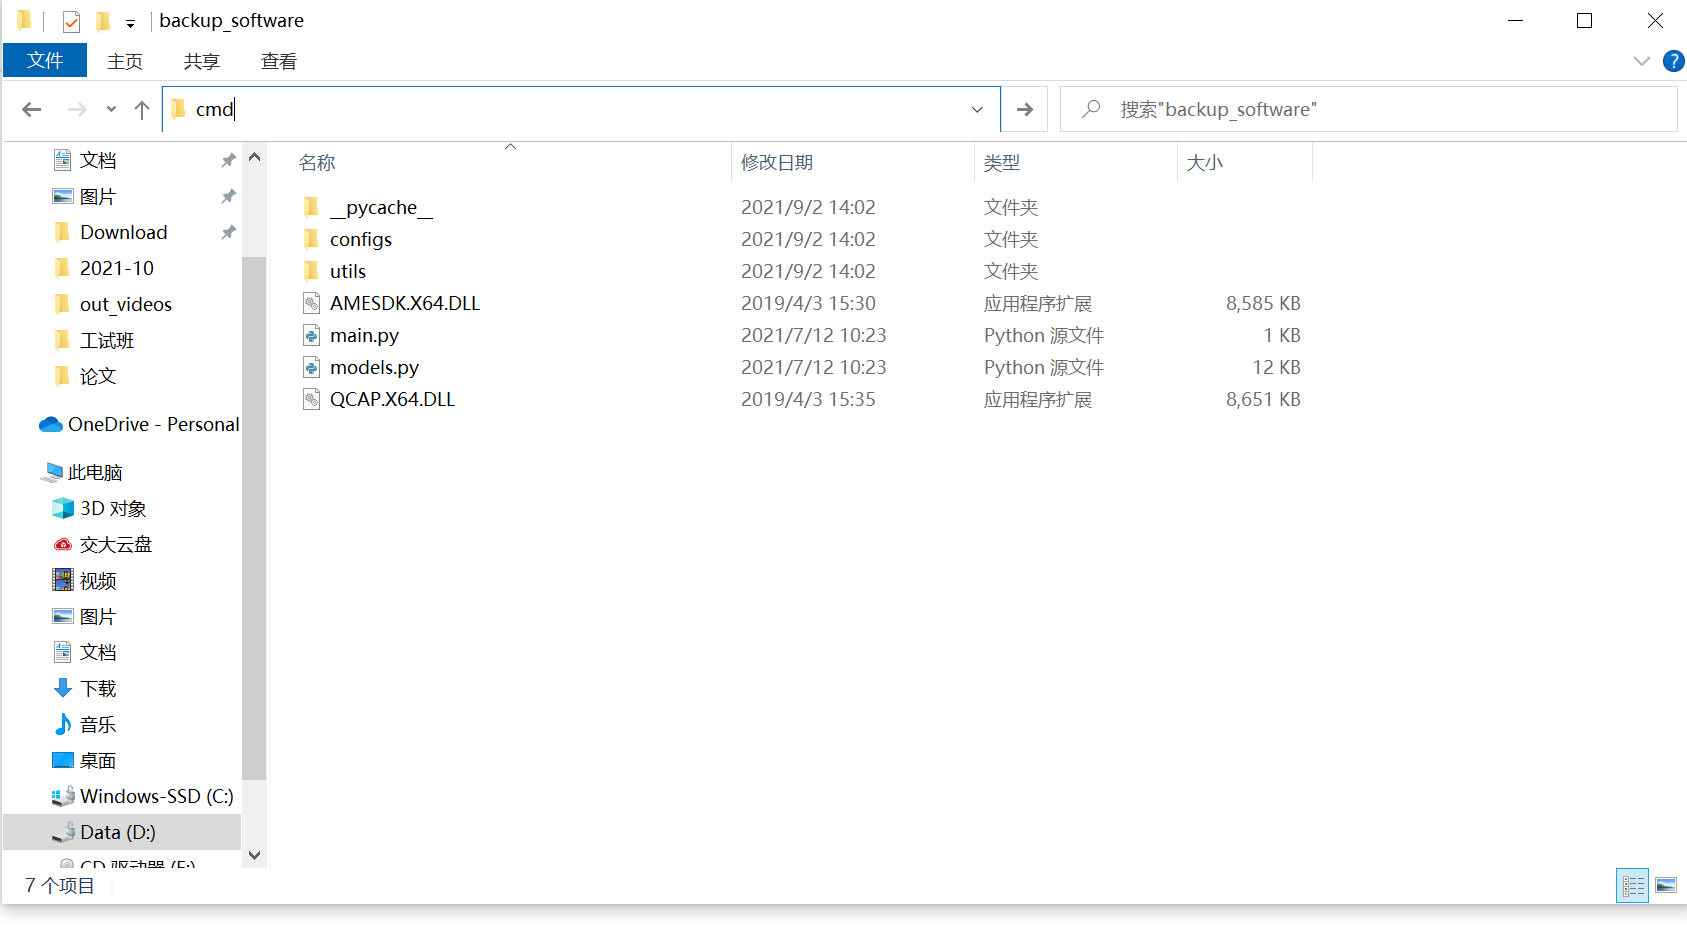 backup_software
文件 主页 共享 查看
cmd
搜索"backup_software"
文档
图片
Download
2021-10
out_videos
工试班
论文
OneDrive - Personal
此电脑
3D 对象
交大云盘
视频
图片
文档
下载
音乐
桌面
Windows-SSD (C:)
Data (D:)
CD 驱动器 (F:)
名称 修改日期 类型 大小
__pycache__ 2021/9/2 14:02 文件夹
configs 2021/9/2 14:02 文件夹
utils 2021/9/2 14:02 文件夹
AMESDK.X64.DLL 2019/4/3 15:30 应用程序扩展 8,585 KB
main.py 2021/7/12 10:23 Python 源文件 1 KB
models.py 2021/7/12 10:23 Python 源文件 12 KB
QCAP.X64.DLL 2019/4/3 15:35 应用程序扩展 8,651 KB
7 个项目